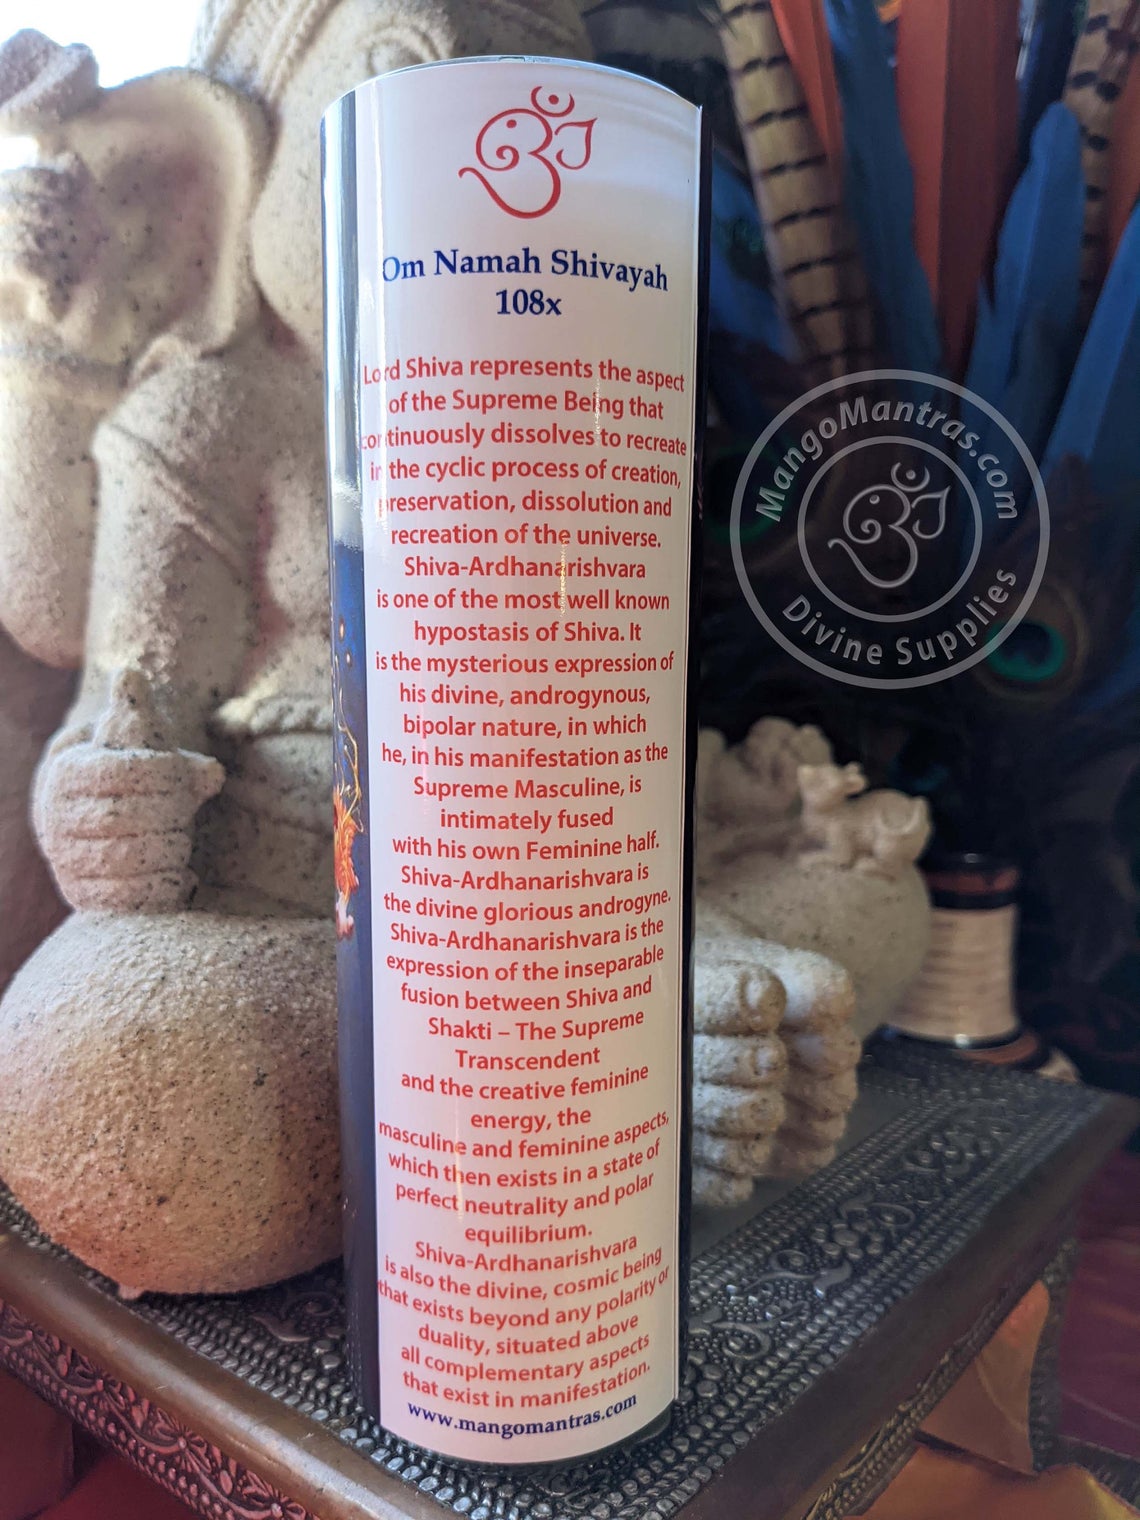 ॐ
Om Namah Shivayah
108x
Lord Shiva represents the aspect
of the Supreme Being that
continuously dissolves to recreate
in the cyclic process of creation,
preservation, dissolution and
recreation of the universe.
Shiva-Ardhanarishvara
is one of the most well known
hypostasis of Shiva. It
is the mysterious expression of
his divine, androgynous,
bipolar nature, in which
he, in his manifestation as the
Supreme Masculine, is
intimately fused
with his own Feminine half.
Shiva-Ardhanarishvara is
the divine glorious androgyne.
Shiva-Ardhanarishvara is the
expression of the inseparable
fusion between Shiva and
Shakti – The Supreme
Transcendent
and the creative feminine
energy, the
masculine and feminine aspects,
which then exists in a state of
perfect neutrality and polar
equilibrium.
Shiva-Ardhanarishvara
is also the divine, cosmic being
that exists beyond any polarity or
duality, situated above
all complementary aspects
that exist in manifestation.
www.mangomantras.com
MangoMantras.com
ॐ
Divine Supplies